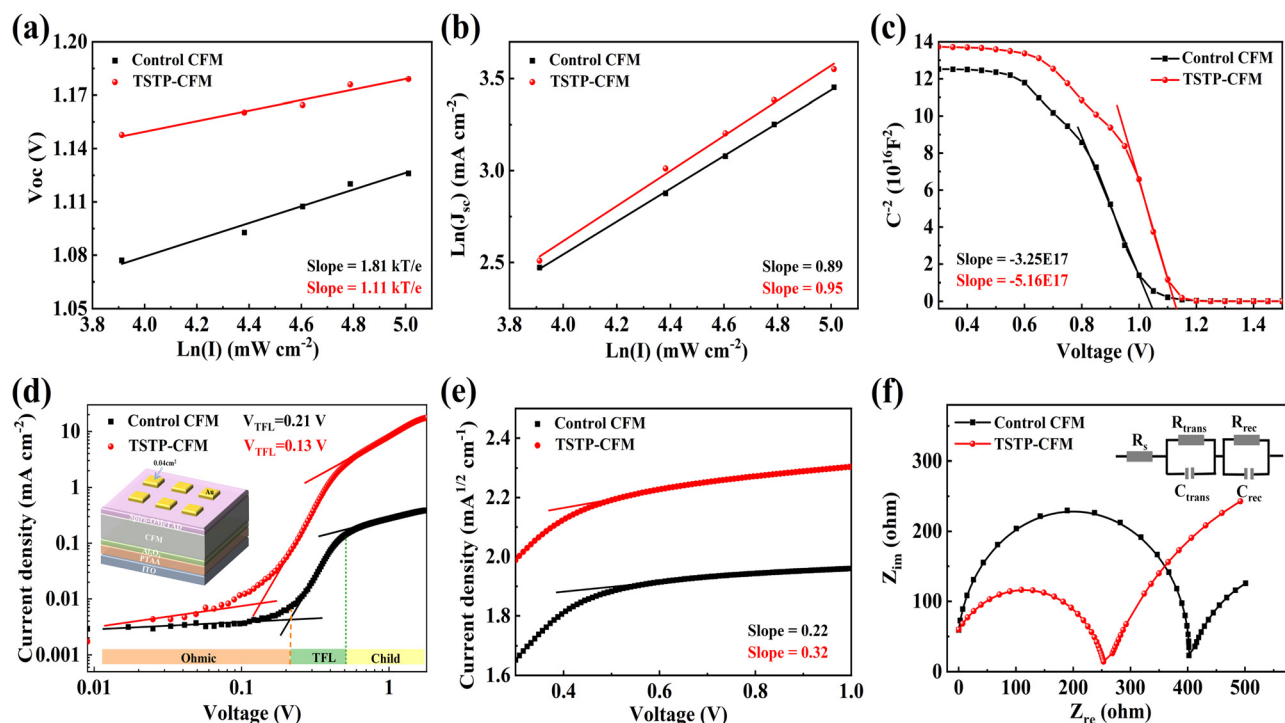 (a)
1.20
1.17
1.14
1.11
1.08
1.05
Voc (V)
Control CFM
TSTP-CFM
Slope = 1.81 kT/e
Slope = 1.11 kT/e
3.8 4.0 4.2 4.4 4.6 4.8 5.0
Ln(I) (mW cm-2)
(b)
3.5
3.0
2.5
Ln(Jsc) (mA cm-2)
Control CFM
TSTP-CFM
Slope = 0.89
Slope = 0.95
3.8 4.0 4.2 4.4 4.6 4.8 5.0
Ln(I) (mW cm-2)
(c)
14
12
10
8
6
4
2
0
C-2 (10^16F2)
Control CFM
TSTP-CFM
Slope = -3.25E17
Slope = -5.16E17
0.4 0.6 0.8 1.0 1.2 1.4
Voltage (V)
(d)
10
1
0.1
0.01
0.001
Current density (mA cm-2)
Control CFM
TSTP-CFM
VTFL=0.21 V
VTFL=0.13 V
0.04cm2
Au
CFM
PTAA
ITO
Ohmic TFL Child
0.01 0.1 1
Voltage (V)
(e)
2.4
2.2
2.0
1.8
1.6
Current density (mA1/2 cm-1)
Control CFM
TSTP-CFM
Slope = 0.22
Slope = 0.32
0.4 0.6 0.8 1.0
Voltage (V)
(f)
300
200
100
0
Zim (ohm)
Control CFM
TSTP-CFM
Rs
Rtrans
Rrec
Ctrans
Crec
0 100 200 300 400 500
Zre (ohm)